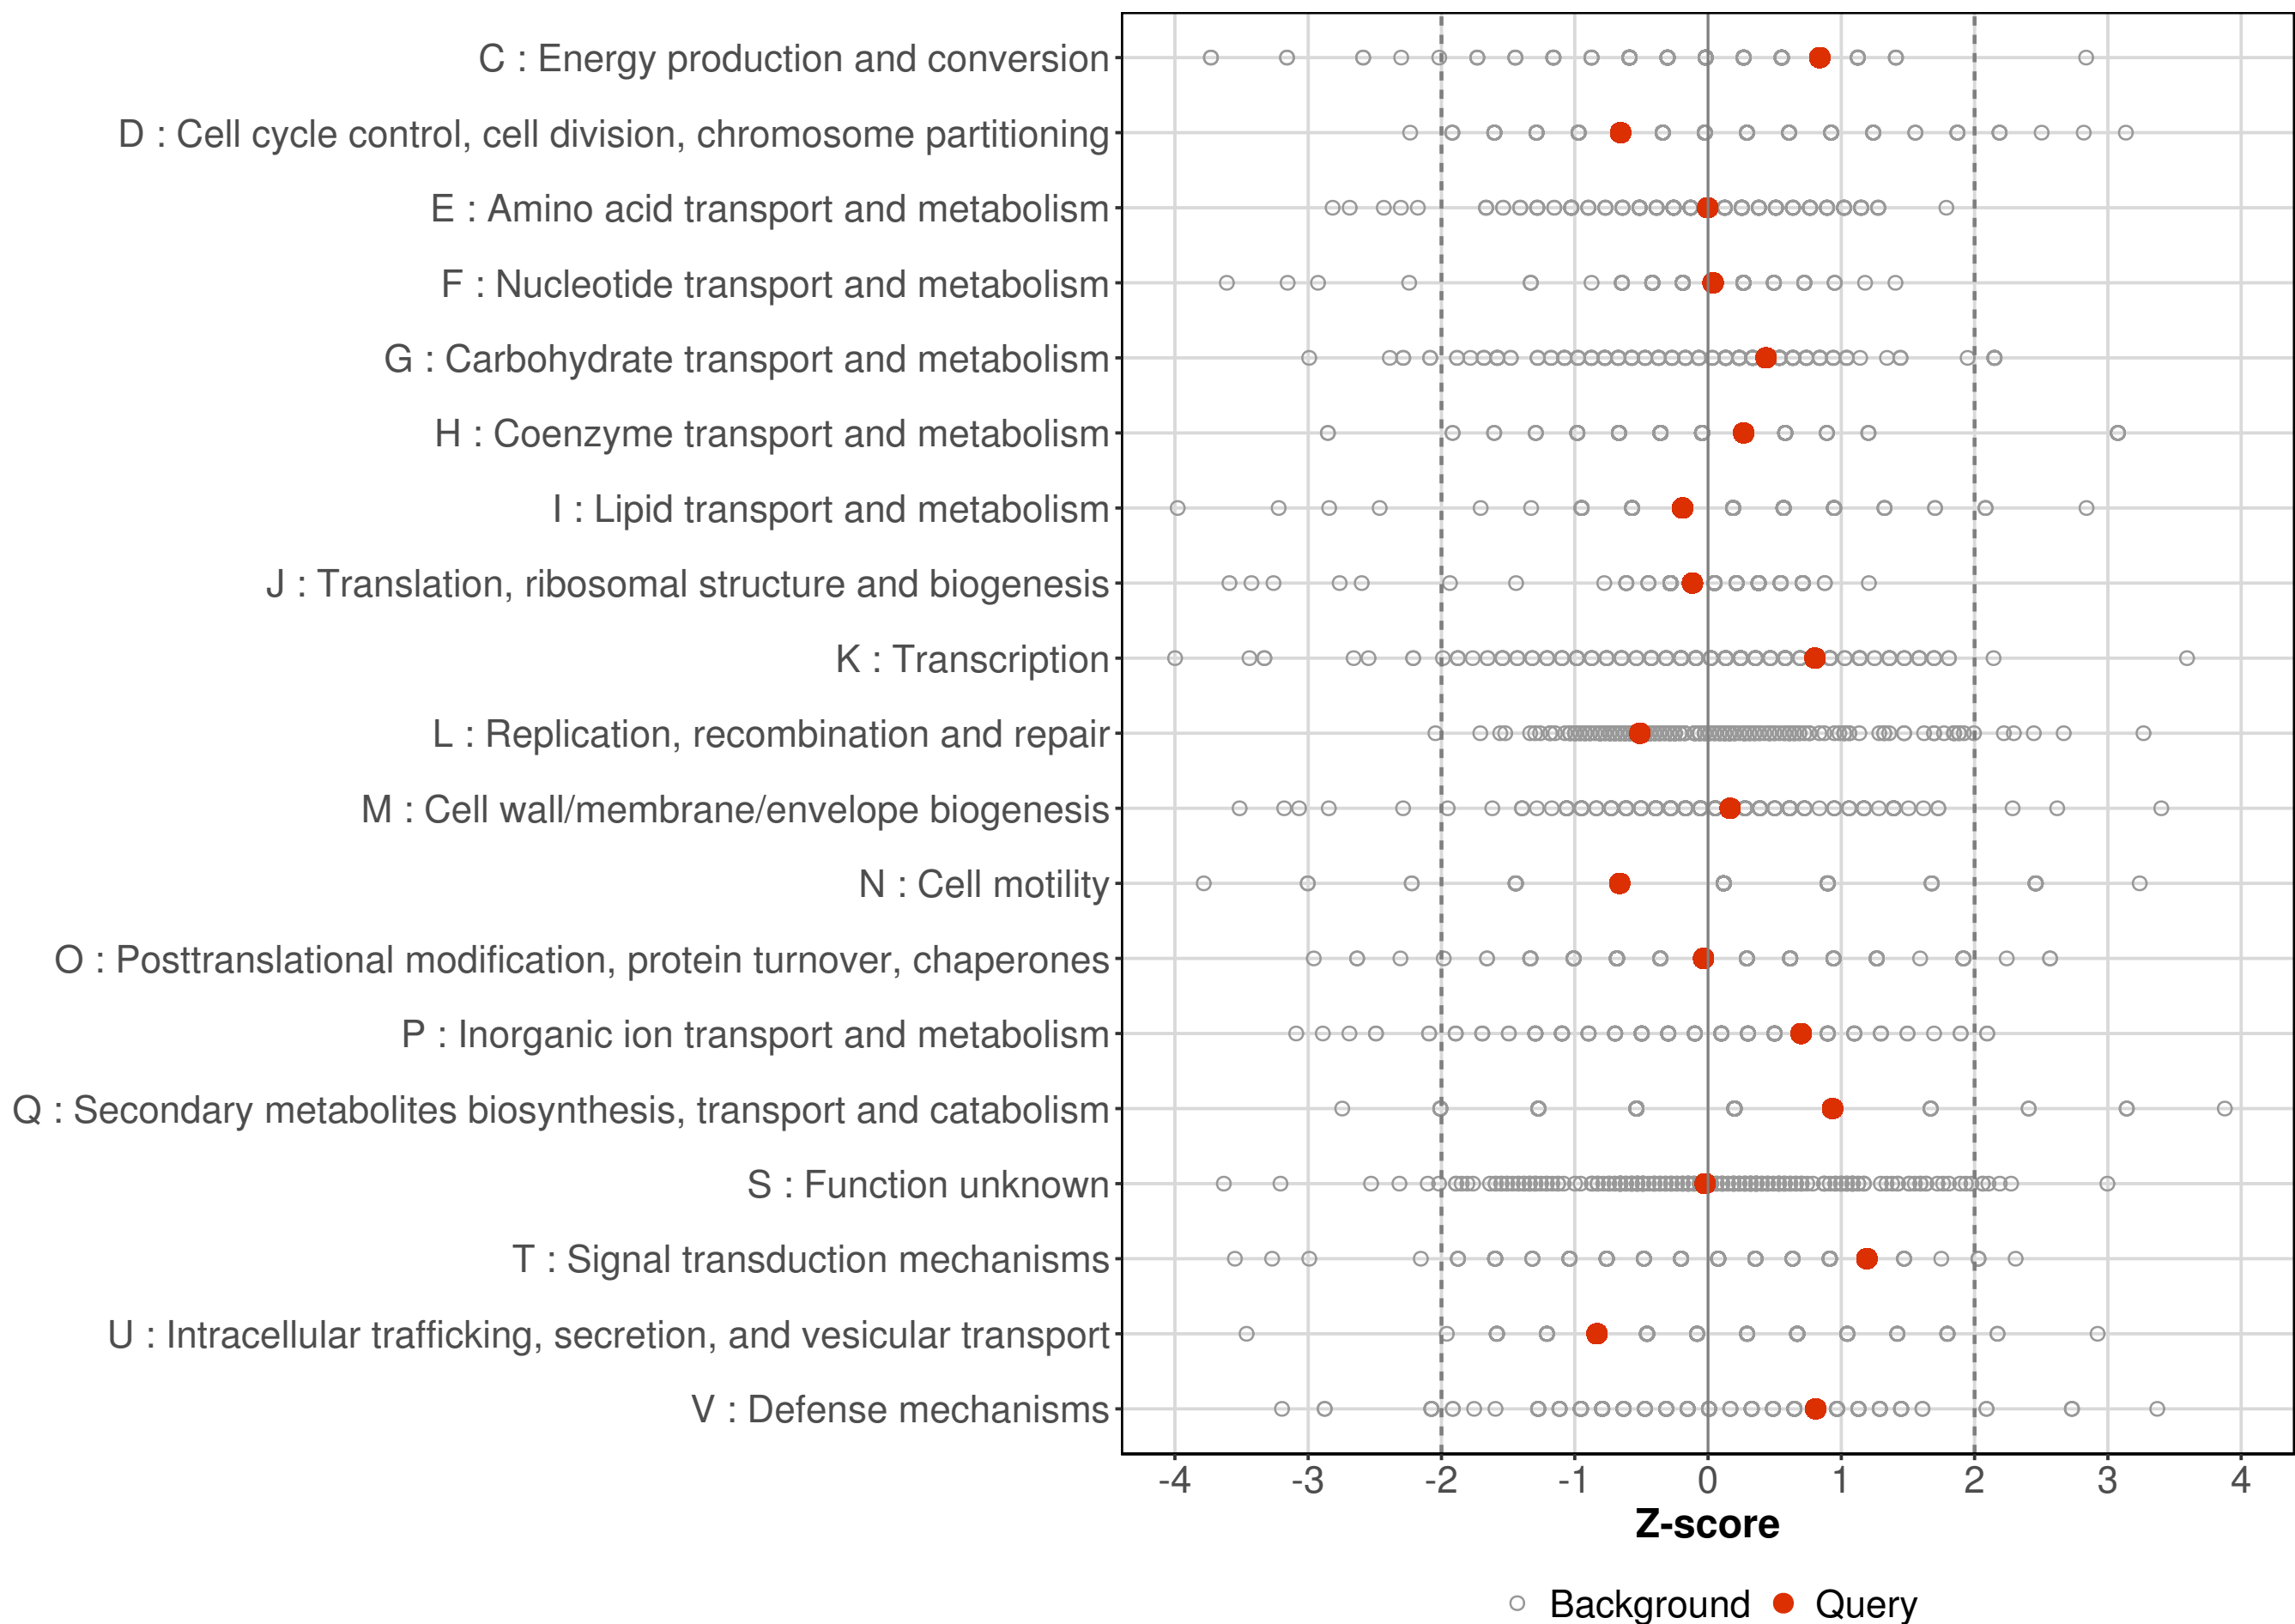 C : Energy production and conversion
D : Cell cycle control, cell division, chromosome partitioning
E : Amino acid transport and metabolism
F : Nucleotide transport and metabolism
G : Carbohydrate transport and metabolism
H : Coenzyme transport and metabolism
I : Lipid transport and metabolism
J : Translation, ribosomal structure and biogenesis
K : Transcription
L : Replication, recombination and repair
M : Cell wall/membrane/envelope biogenesis
N : Cell motility
O : Posttranslational modification, protein turnover, chaperones
P : Inorganic ion transport and metabolism
Q : Secondary metabolites biosynthesis, transport and catabolism
S : Function unknown
T : Signal transduction mechanisms
U : Intracellular trafficking, secretion, and vesicular transport
V : Defense mechanisms
-4 -3 -2 -1 0 1 2 3 4
Z-score
Background Query